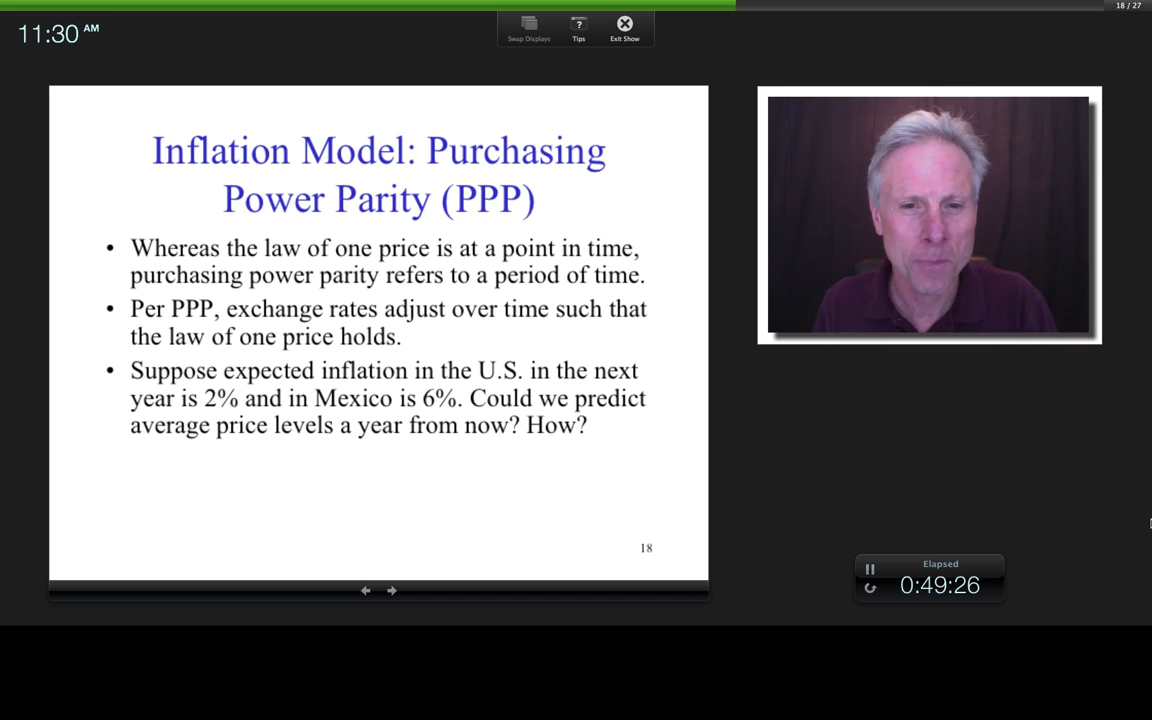 18 / 27
11:30 AM
Swap Displays
Tips
Exit Show
Inflation Model: Purchasing
Power Parity (PPP)
• Whereas the law of one price is at a point in time,
purchasing power parity refers to a period of time.
• Per PPP, exchange rates adjust over time such that
the law of one price holds.
• Suppose expected inflation in the U.S. in the next
year is 2% and in Mexico is 6%. Could we predict
average price levels a year from now? How?
18
Elapsed
0:49:26